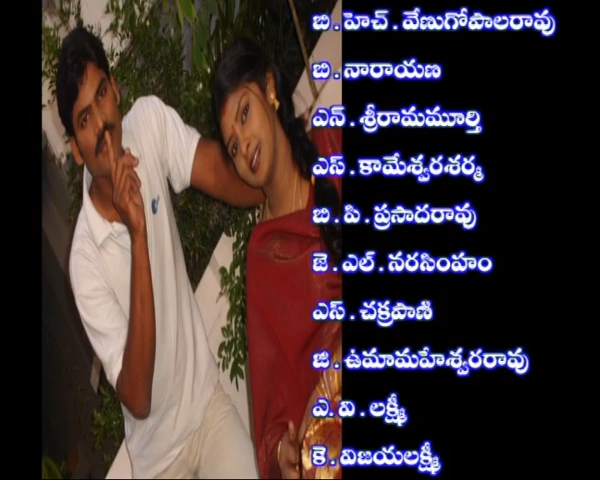 బి.హెచ్.వేణుగోపాలరావు
బి.నారాయణ
ఎన్.శ్రీరామమూర్తి
ఎస్.కామేశ్వరశర్మ
బి.పి.ప్రసాదరావు
జె.ఎల్.నరసింహం
ఎస్.చక్రపాణి
జి.ఉమామహేశ్వరరావు
ఎ.వి.లక్ష్మీ
కె.విజయలక్ష్మీ